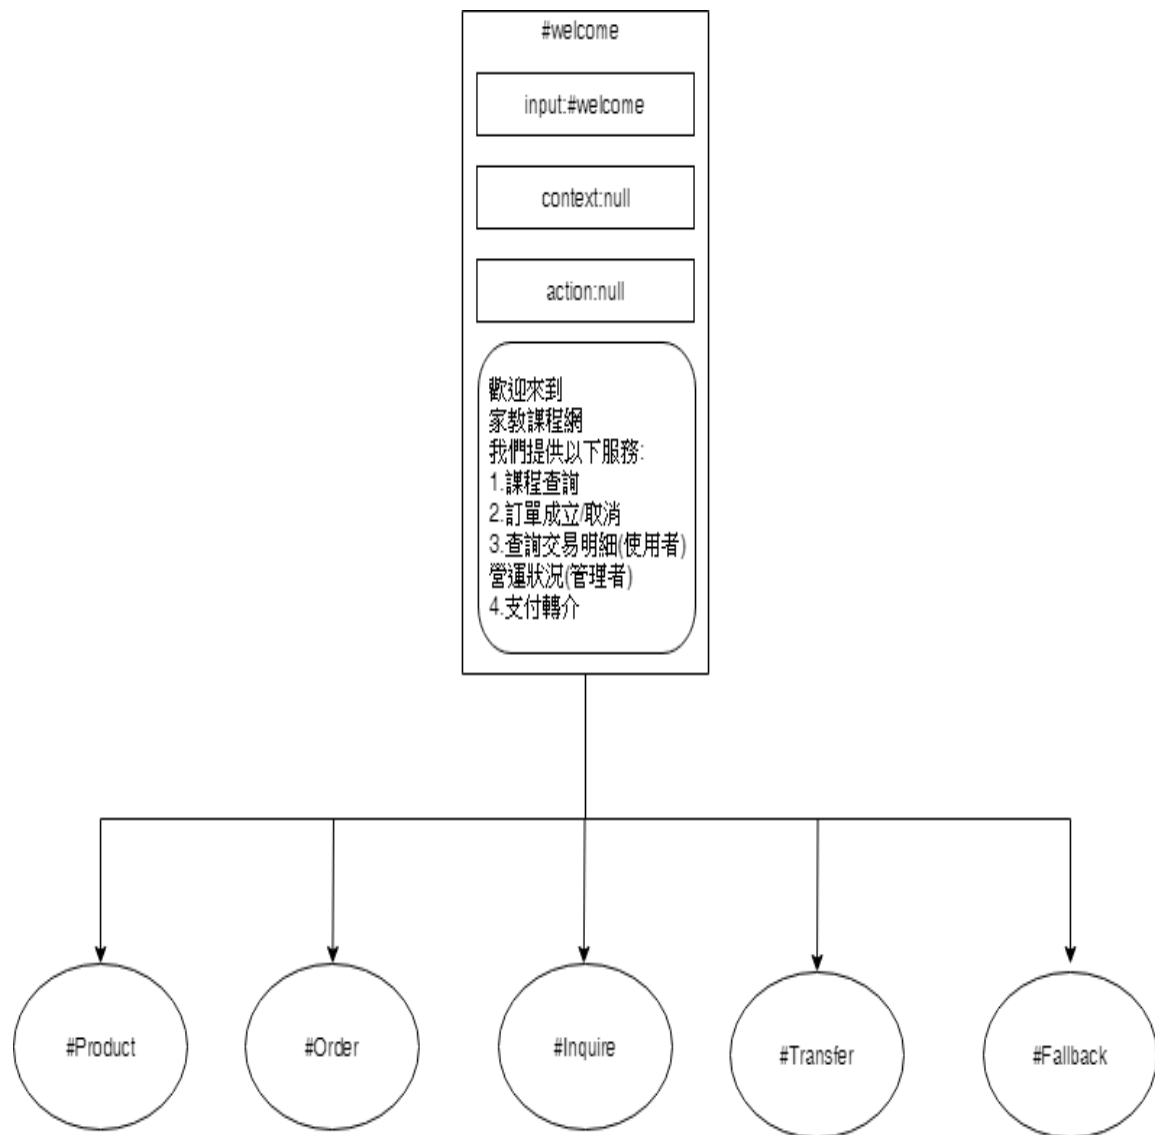 #welcome
input:#welcome
context:null
action:null
歡迎來到
家教課程網
我們提供以下服務:
1.課程查詢
2.訂單成立/取消
3.查詢交易明細(使用者)
營運狀況(管理者)
4.支付轉介
#Product
#Order
#Inquire
#Transfer
#Fallback